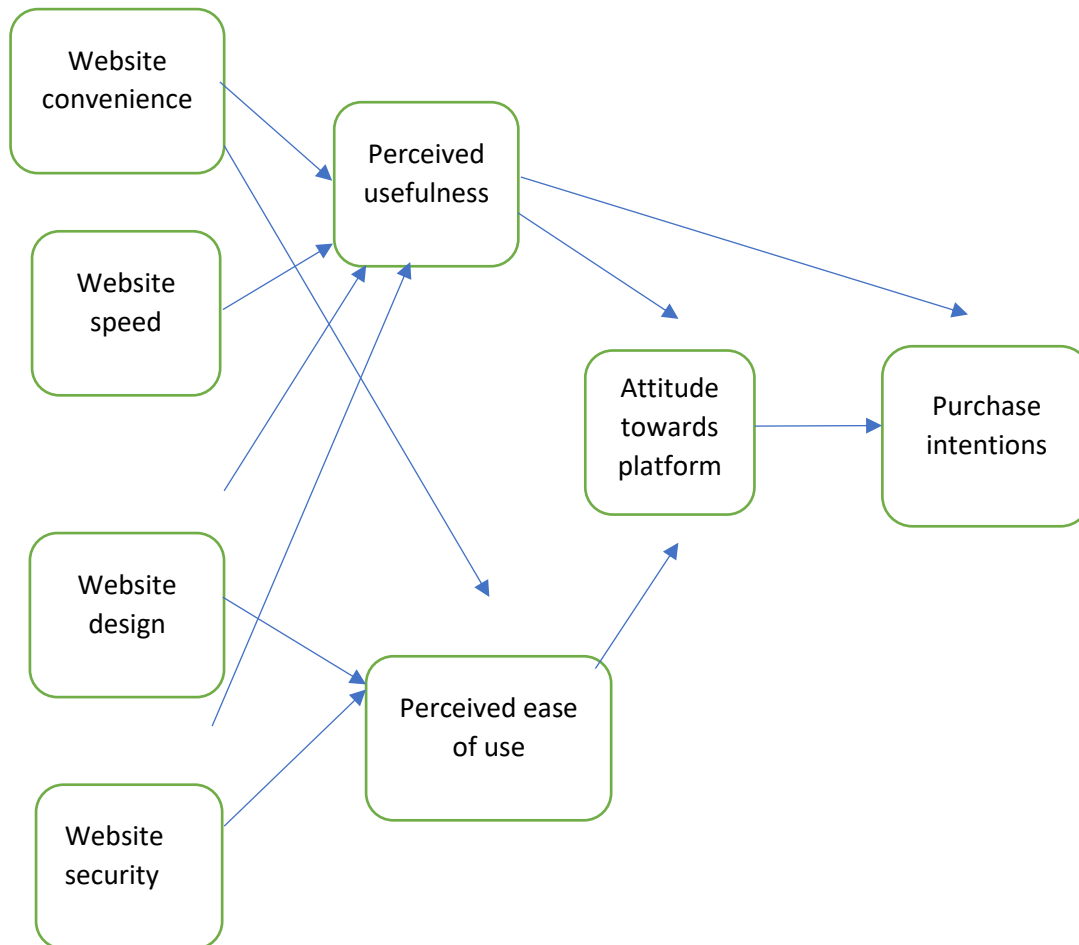 Website
convenience
Perceived
usefulness
Website
speed
Attitude
towards
platform
Purchase
intentions
Website
design
Perceived ease
of use
Website
security